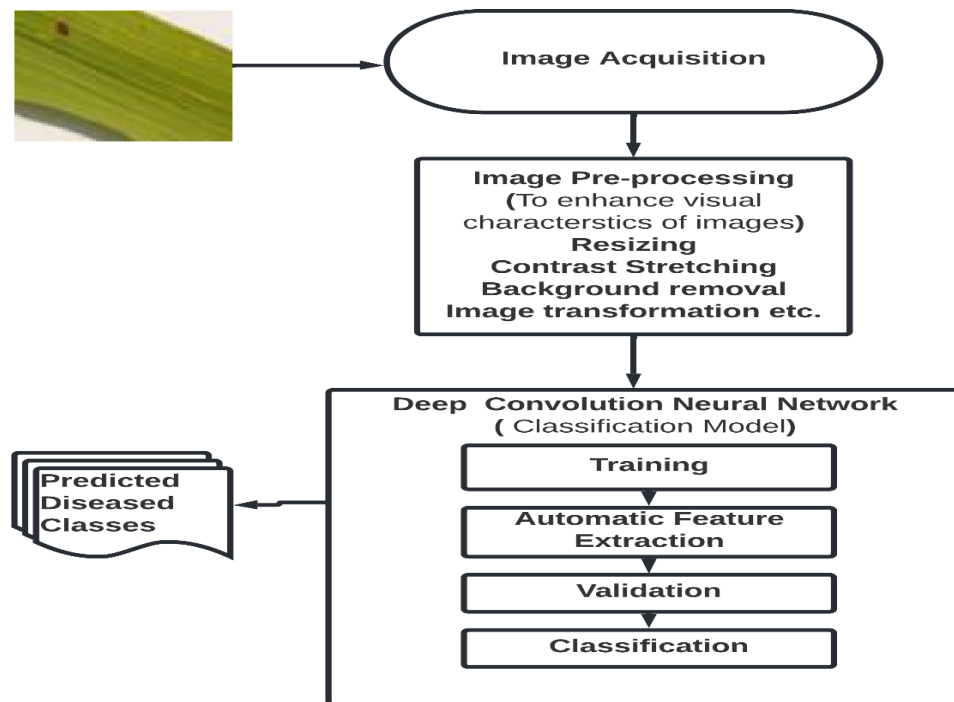 Image Acquisition
Image Pre-processing
(To enhance visual
characterstics of images)
Resizing
Contrast Stretching
Background removal
Image transformation etc.
Deep Convolution Neural Network
( Classification Model)
Training
Automatic Feature
Extraction
Validation
Classification
Predicted
Diseased
Classes